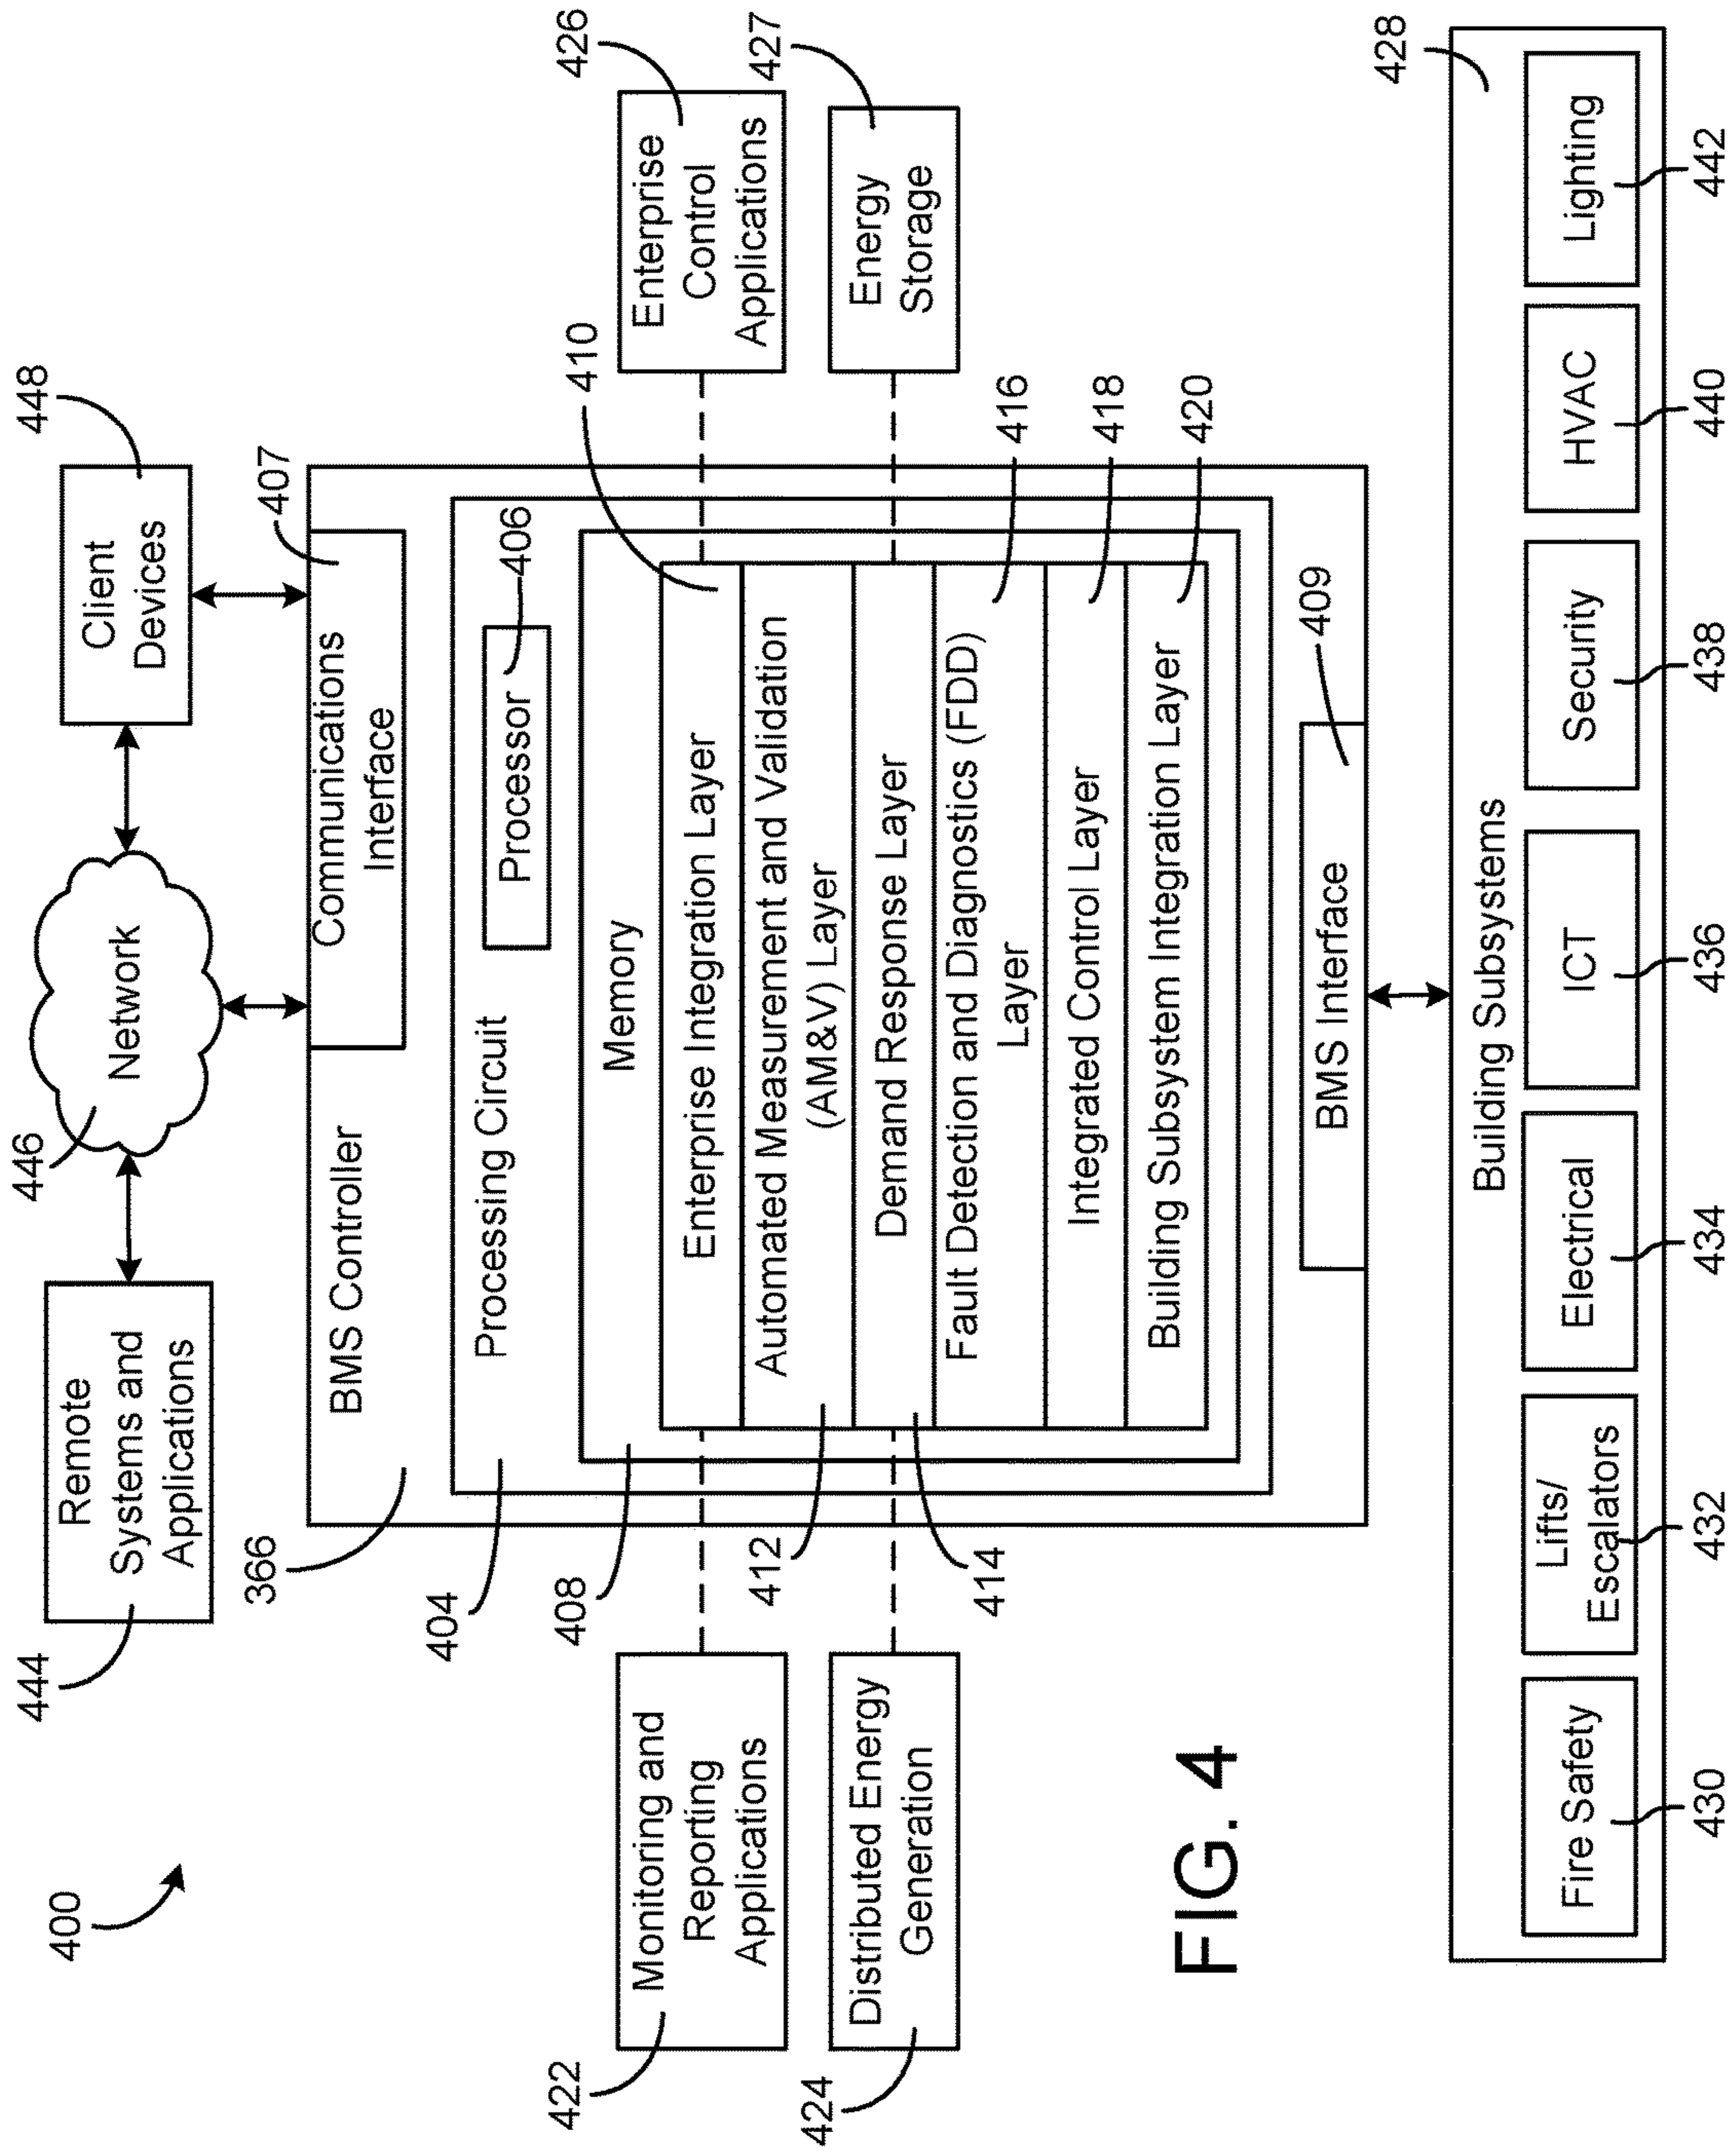 400
444
Remote
Systems and
Applications
446
Network
448
Client
Devices
366
BMS Controller
407
Communications
Interface
404
Processing Circuit
Processor
406
408
Memory
410
Enterprise Integration Layer
412
Automated Measurement and Validation
(AM&V) Layer
414
Demand Response Layer
416
Fault Detection and Diagnostics (FDD)
Layer
418
Integrated Control Layer
420
Building Subsystem Integration Layer
422
Monitoring and
Reporting
Applications
424
Distributed Energy
Generation
426
Enterprise
Control
Applications
427
Energy
Storage
409
BMS Interface
FIG. 4
428
Building Subsystems
Fire Safety
Lifts/
Escalators
Electrical
ICT
Security
HVAC
Lighting
430
432
434
436
438
440
442